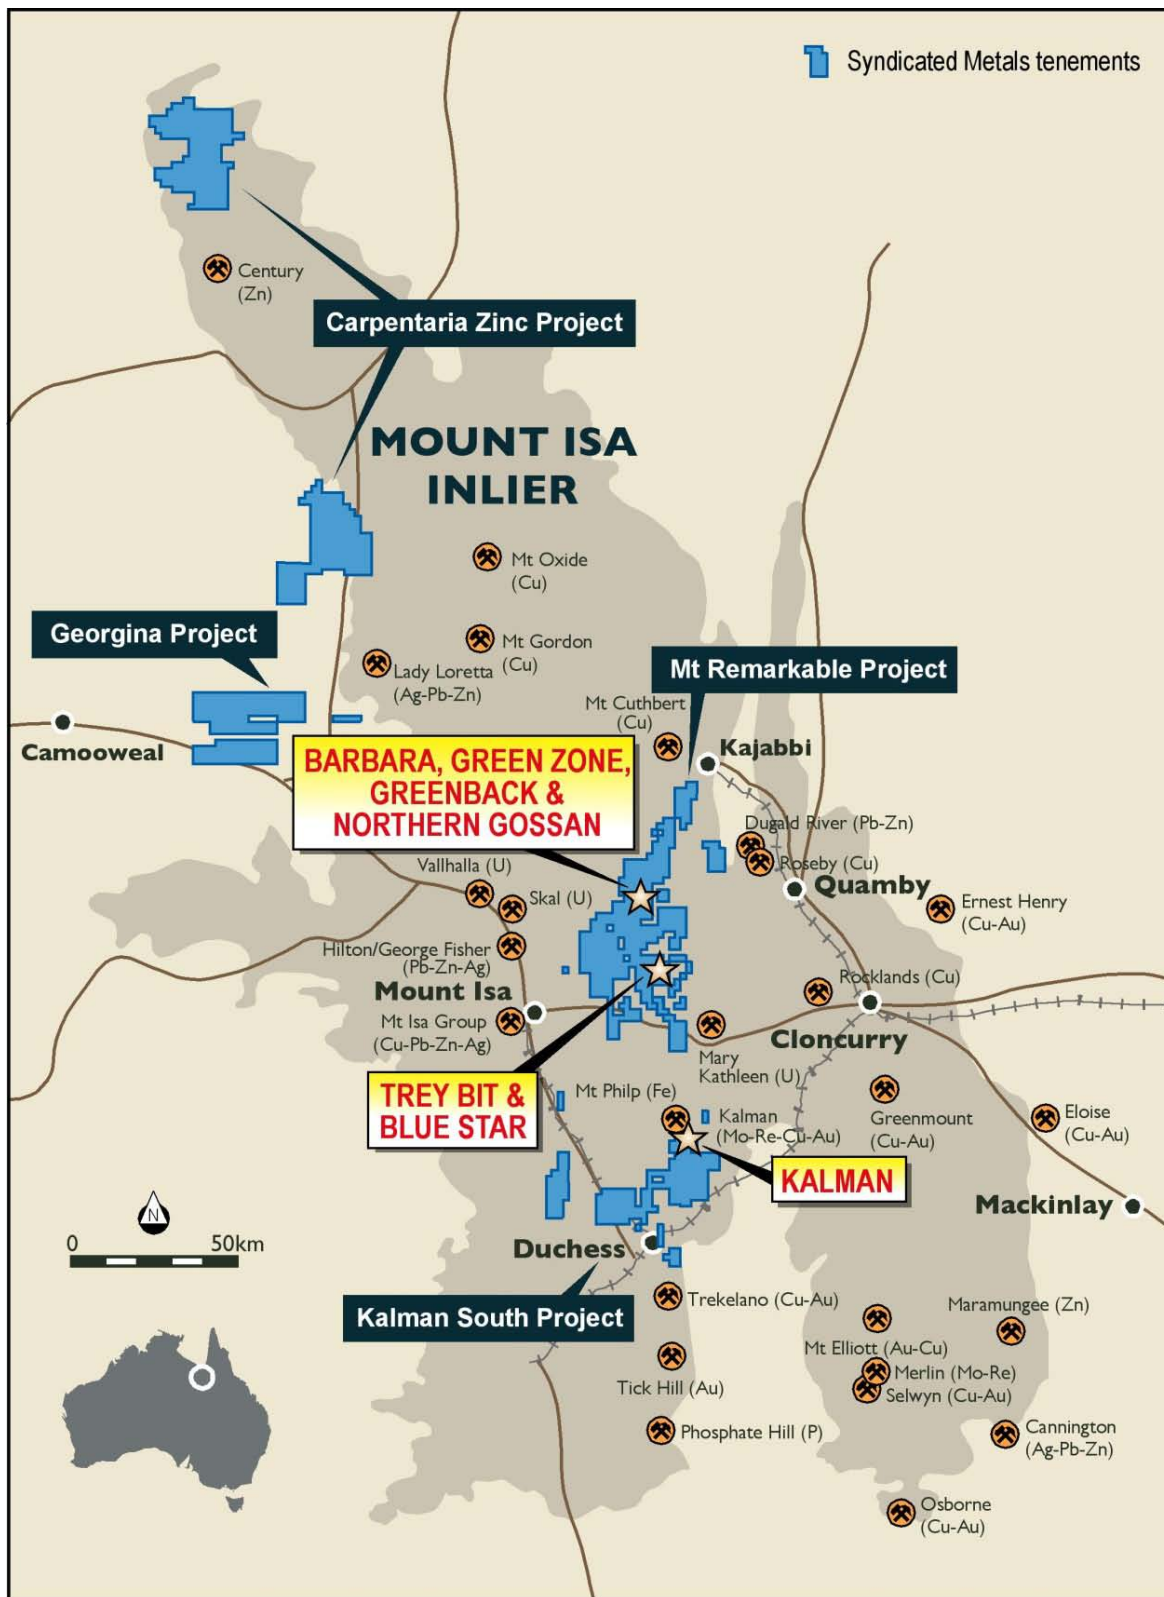 Syndicated Metals tenements
Century
(Zn)
Carpentaria Zinc Project
MOUNT ISA
INLIER
Mt Oxide
(Cu)
Georgina Project
Mt Gordon
(Cu)
Lady Loretta
(Ag-Pb-Zn)
Mt Remarkable Project
Mt Cuthbert
(Cu)
Camooweal
Kajabbi
BARBARA, GREEN ZONE,
GREENBACK &
NORTHERN GOSSAN
Dugald River (Pb-Zn)
Roseby (Cu)
Vallhalla (U)
Skal (U)
Quamby
Ernest Henry
(Cu-Au)
Hilton/George Fisher
(Pb-Zn-Ag)
Rocklands (Cu)
Mount Isa
Mt Isa Group
(Cu-Pb-Zn-Ag)
Cloncurry
Mary
Kathleen (U)
TREY BIT &
BLUE STAR
Mt Philp (Fe)
Kalman
(Mo-Re-Cu-Au)
Greenmount
(Cu-Au)
Eloise
(Cu-Au)
KALMAN
Mackinlay
N
0 50km
Duchess
Kalman South Project
Trekelano (Cu-Au)
Maramungee (Zn)
Mt Elliott (Au-Cu)
Merlin (Mo-Re)
Selwyn (Cu-Au)
Tick Hill (Au)
Phosphate Hill (P)
Cannington
(Ag-Pb-Zn)
Osborne
(Cu-Au)